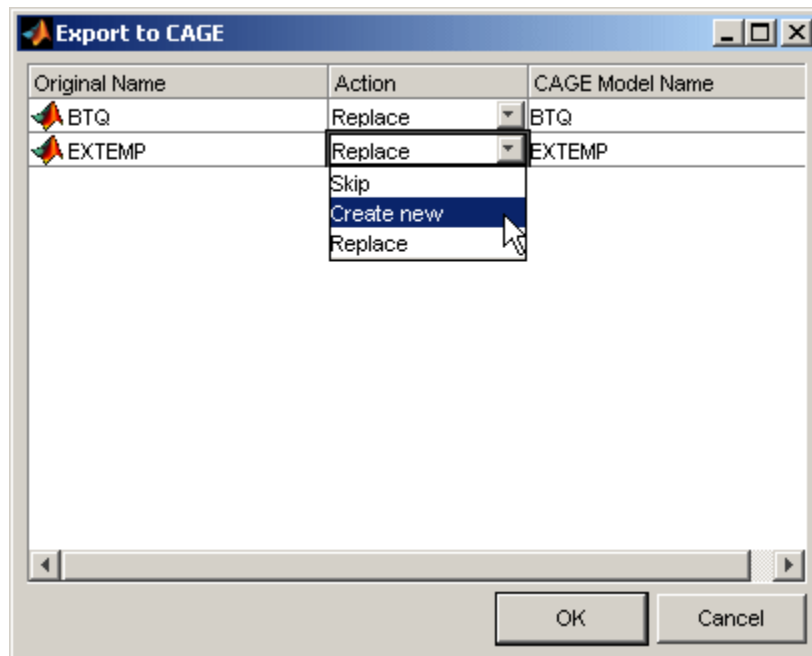 Export to CAGE
Original Name Action CAGE Model Name
BTQ Replace BTQ
EXTEMP Replace EXTEMP
Skip
Create new
Replace
OK Cancel